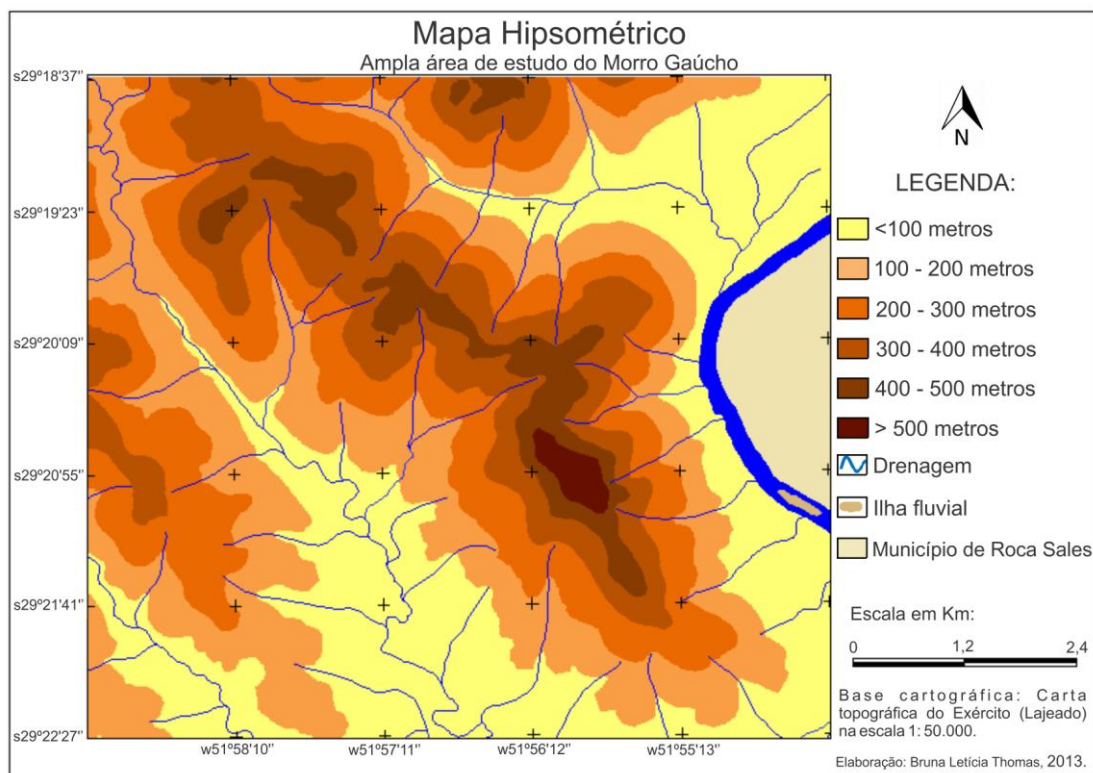 Mapa Hipsométrico
Ampla área de estudo do Morro Gaúcho
s29º18'37"
s29º19'23"
s29º20'09"
s29º20'55"
s29º21'41"
s29º22'27"
w51º58'10"
w51º57'11"
w51º56'12"
w51º55'13"
N
LEGENDA:
<100 metros
100 - 200 metros
200 - 300 metros
300 - 400 metros
400 - 500 metros
> 500 metros
Drenagem
Ilha fluvial
Município de Roca Sales
Escala em Km:
0 1,2 2,4
Base cartográfica: Carta
topográfica do Exército (Lajeado)
na escala 1: 50.000.
Elaboração: Bruna Letícia Thomas, 2013.